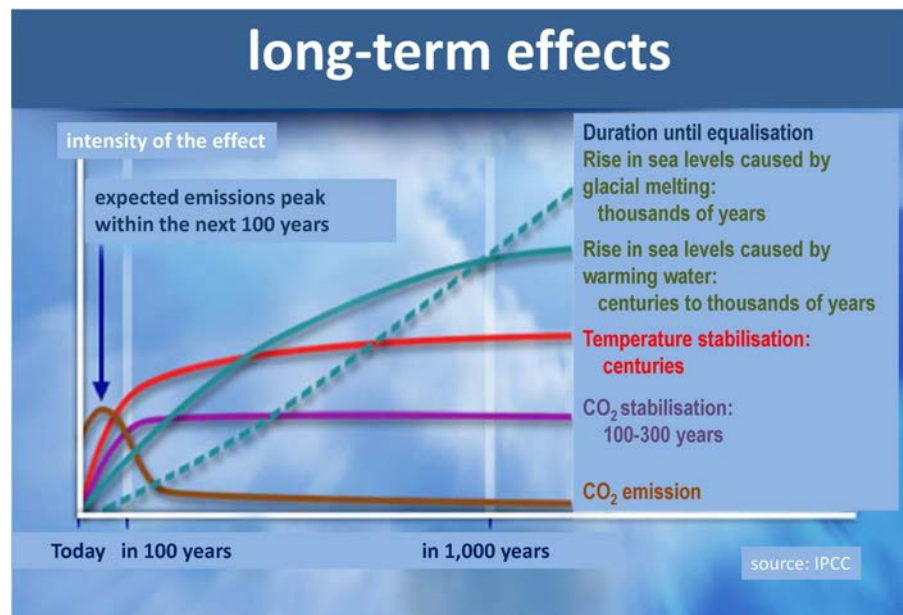 long-term effects
intensity of the effect
expected emissions peak
within the next 100 years
Duration until equalisation
Rise in sea levels caused by
glacial melting:
thousands of years
Rise in sea levels caused by
warming water:
centuries to thousands of years
Temperature stabilisation:
centuries
CO₂ stabilisation:
100-300 years
CO₂ emission
Today in 100 years in 1,000 years
source: IPCC